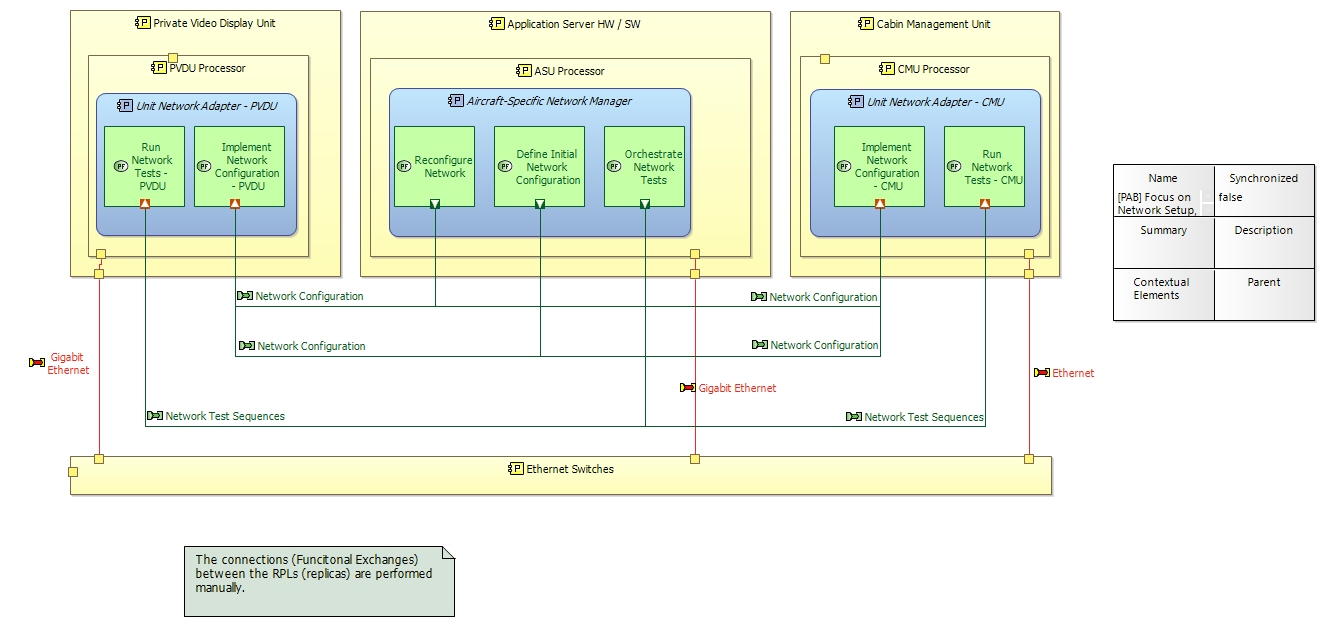 P Private Video Display Unit
P PVDU Processor
P Unit Network Adapter - PVDU
PF Run
Network
Tests -
PVDU
PF Implement
Network
Configuration
- PVDU
P Application Server HW / SW
P ASU Processor
P Aircraft-Specific Network Manager
PF Reconfigure
Network
PF Define Initial
Network
Configuration
PF Orchestrate
Network
Tests
P Cabin Management Unit
P CMU Processor
P Unit Network Adapter - CMU
PF Implement
Network
Configuration
- CMU
PF Run
Network
Tests - CMU
Name
[PAB] Focus on
Network Setup,
Synchronized
false
Summary
Description
Contextual
Elements
Parent
Network Configuration
Network Configuration
Network Configuration
Network Configuration
Gigabit
Ethernet
Gigabit Ethernet
Ethernet
Network Test Sequences
Network Test Sequences
P Ethernet Switches
The connections (Funcitonal Exchanges)
between the RPLs (replicas) are performed
manually.